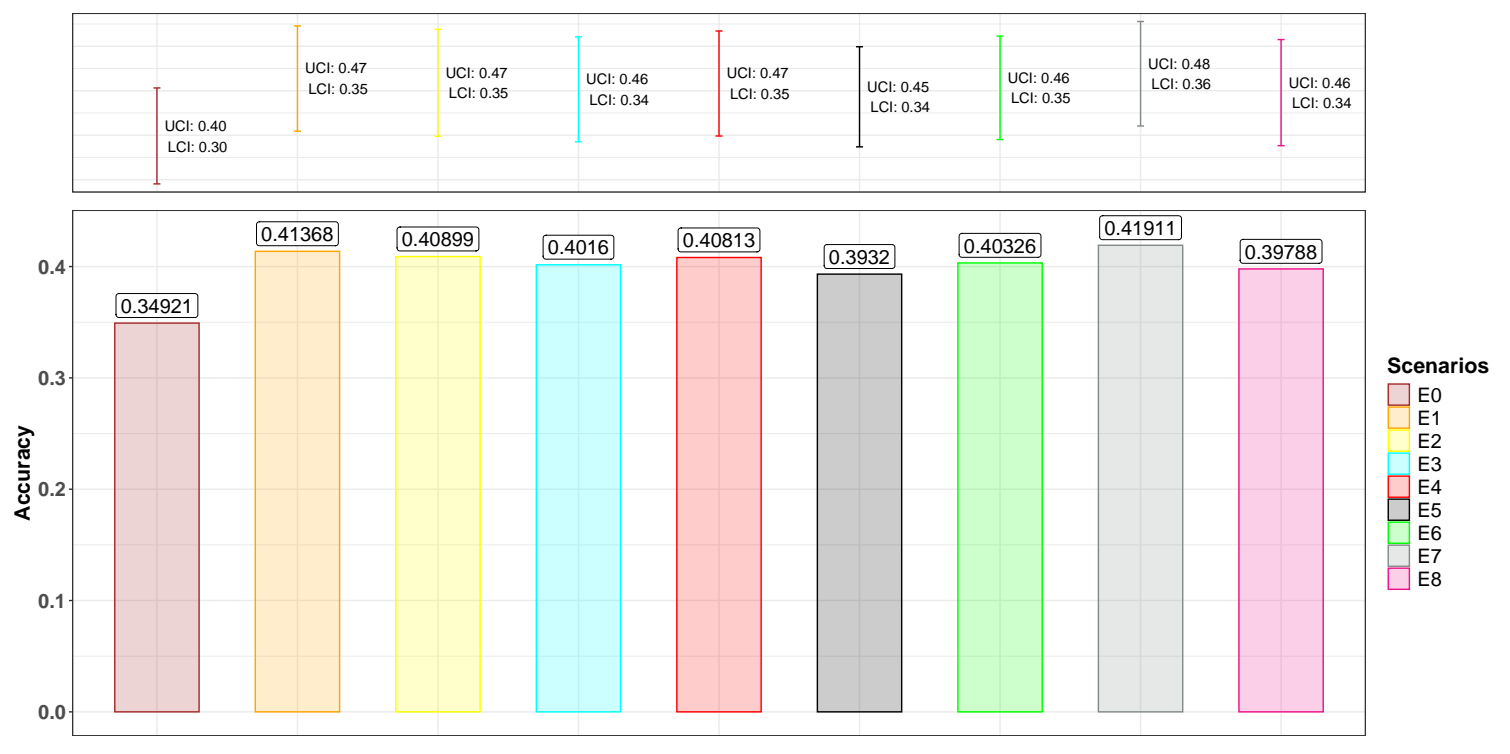 UCI: 0.40
LCI: 0.30
UCI: 0.47
LCI: 0.35
UCI: 0.47
LCI: 0.35
UCI: 0.46
LCI: 0.34
UCI: 0.47
LCI: 0.35
UCI: 0.45
LCI: 0.34
UCI: 0.46
LCI: 0.35
UCI: 0.48
LCI: 0.36
UCI: 0.46
LCI: 0.34
Accuracy
0.4
0.3
0.2
0.1
0.0
0.34921
0.41368
0.40899
0.4016
0.40813
0.3932
0.40326
0.41911
0.39788
Scenarios
E0
E1
E2
E3
E4
E5
E6
E7
E8